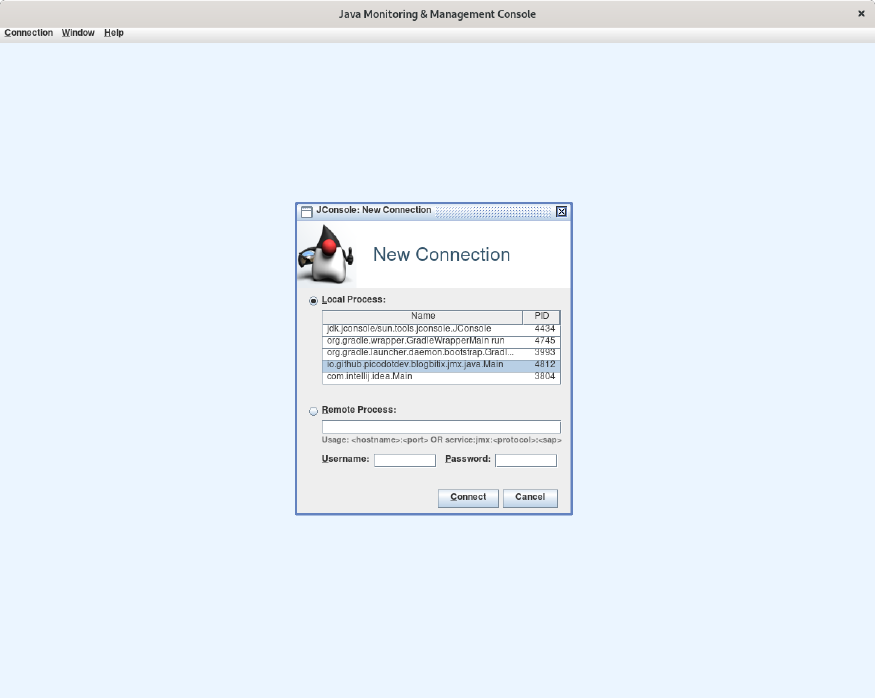 Java Monitoring & Management Console
Connection Window Help
JConsole: New Connection
New Connection
Local Process:
Name PID
jdk.jconsole/sun.tools.jconsole.JConsole 4434
org.gradle.wrapper.GradleWrapperMain run 4745
org.gradle.launcher.daemon.bootstrap.Gradl... 3993
io.github.picodotdev.blogbitix.jmx.java.Main 4812
com.intellij.idea.Main 3804
Remote Process:
Usage: <hostname>:<port> OR service:jmx:<protocol>:<sap>
Username: Password:
Connect Cancel